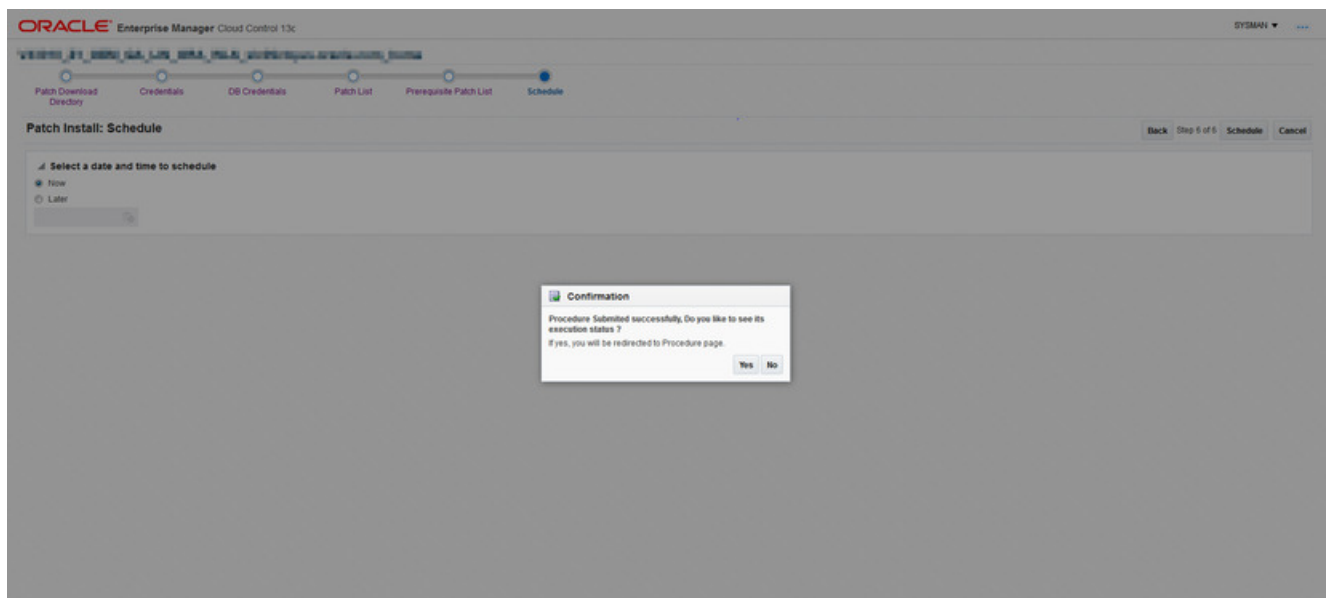 ORACLE® Enterprise Manager Cloud Control 13c
SYSMAN
Patch Download
Directory
Credentials
DB Credentials
Patch List
Prerequisite Patch List
Schedule
Patch Install: Schedule
Back Step 6 of 6 Schedule Cancel
Select a date and time to schedule
Now
Later
Confirmation
Procedure Submited successfully, Do you like to see its
execution status ?
If yes, you will be redirected to Procedure page.
Yes No